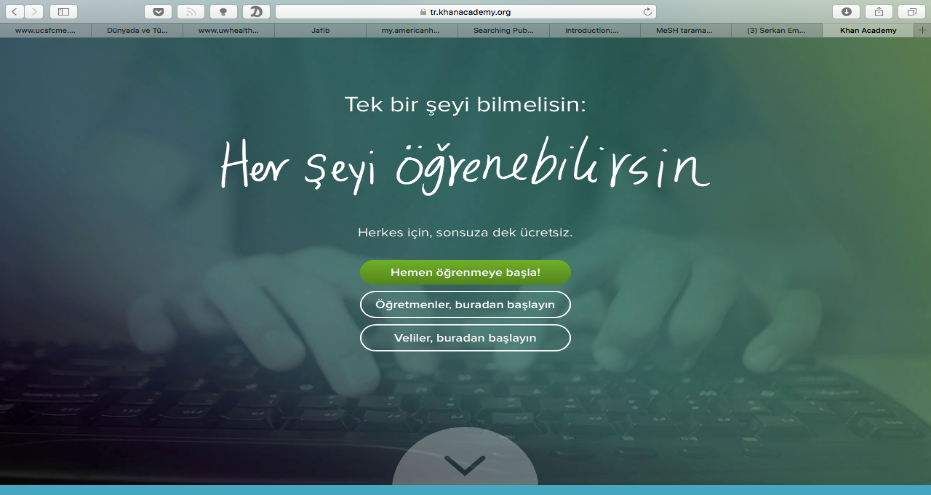 tr.khanacademy.org
www.ucsfcme....
Dünyada ve Tü...
www.uwhealth...
Jafib
my.americanh...
Searching Pub...
Introduction:...
MeSH tarama...
(3) Serkan Em...
Khan Academy
Tek bir şeyi bilmelisin:
Her şeyi öğrenebilirsin
Herkes için, sonsuza dek ücretsiz.
Hemen öğrenmeye başla!
Öğretmenler, buradan başlayın
Veliler, buradan başlayın